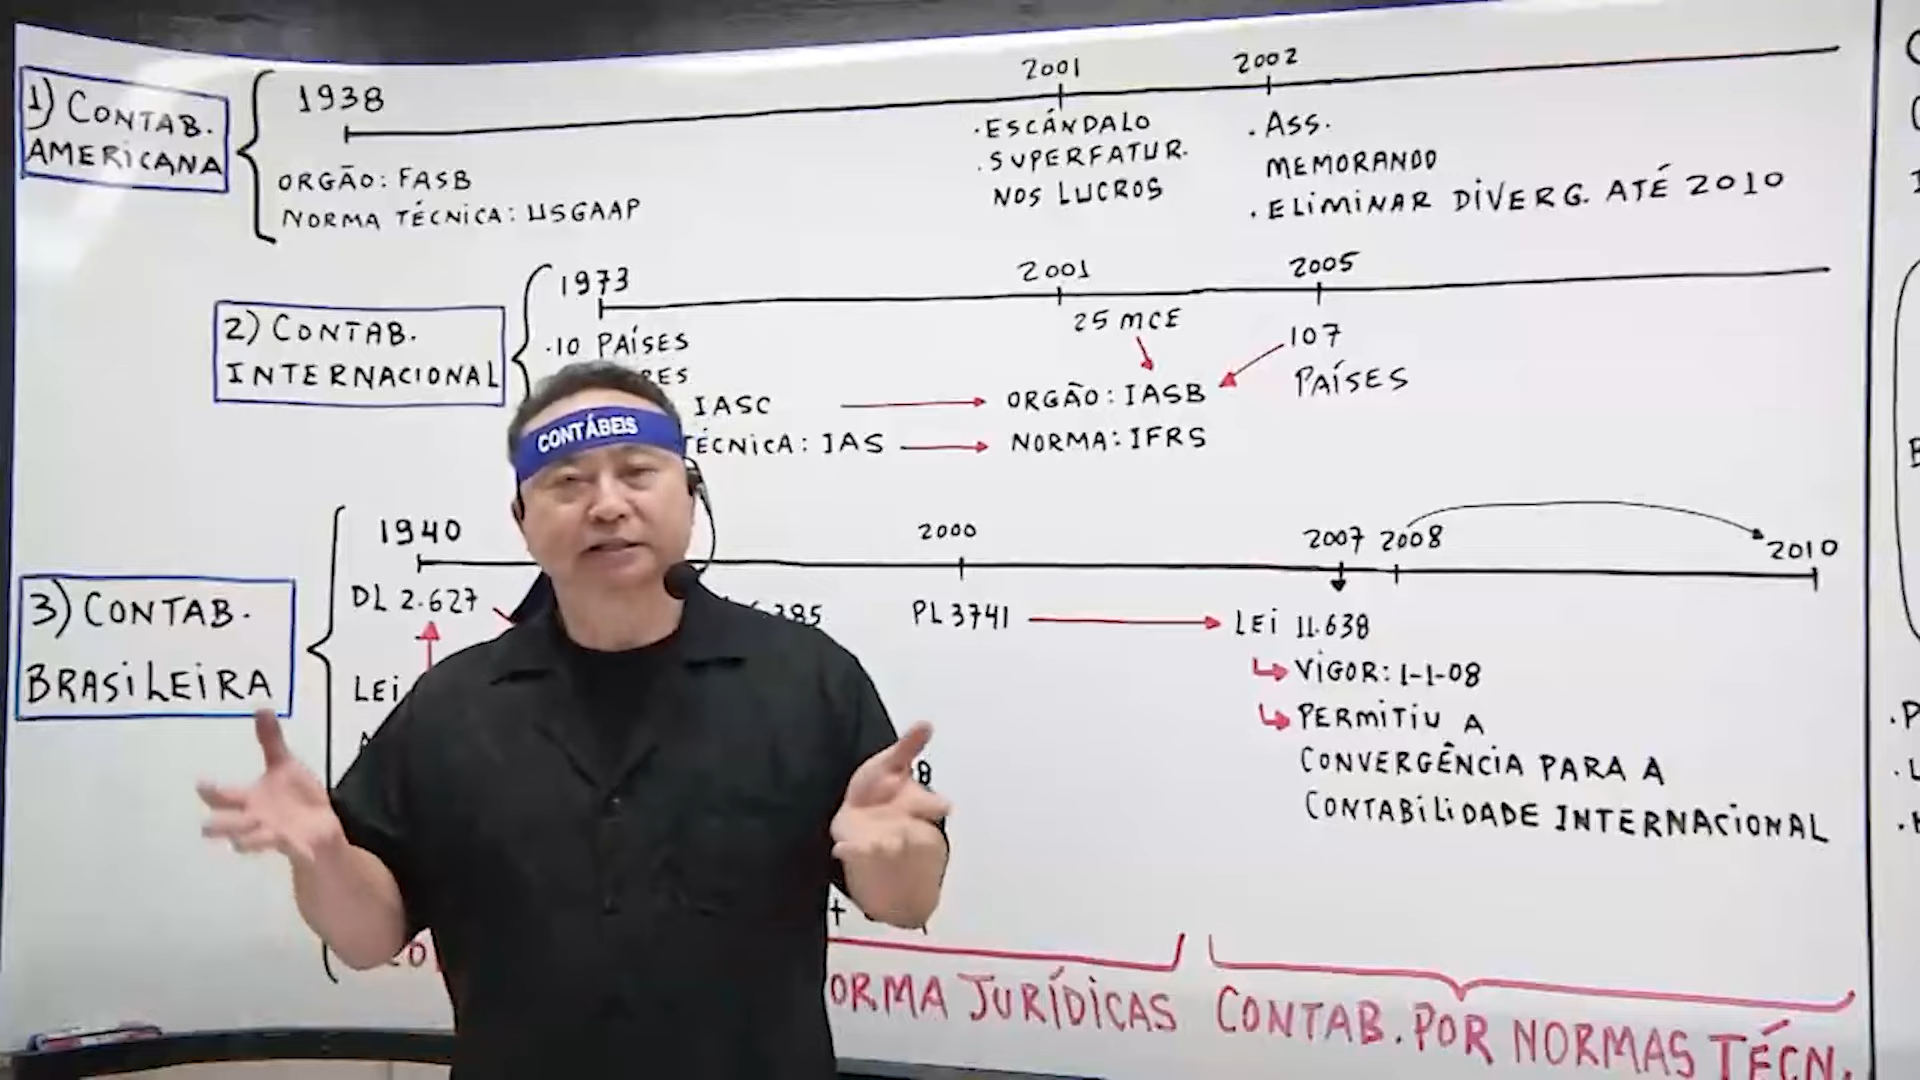 1) CONTAB.
AMERICANA
1938
ORGÃO: FASB
NORMA TÉCNICA: USGAAP
2001
. ESCÁNDALO
. SUPERFATUR.
NOS LUCROS
2002
. ASS.
MEMORANDO
. ELIMINAR DIVERG. ATÉ 2010
2) CONTAB.
INTERNACIONAL
1973
.10 PAÍSES
RES
IASC
TÉCNICA: IAS
2001
25 MCE
ORGÃO: IASB
NORMA: IFRS
2005
107
PAÍSES
CONTÁBEIS
3) CONTAB.
BRASILEIRA
1940
DL 2.627
LEI
385
2000
PL 3741
2007 2008
2010
LEI 11.638
VIGOR: 1-1-08
PERMITIU A
CONVERGÊNCIA PARA A
CONTABILIDADE INTERNACIONAL
ORMA JURÍDICAS
CONTAB. POR NORMAS TÉCN.